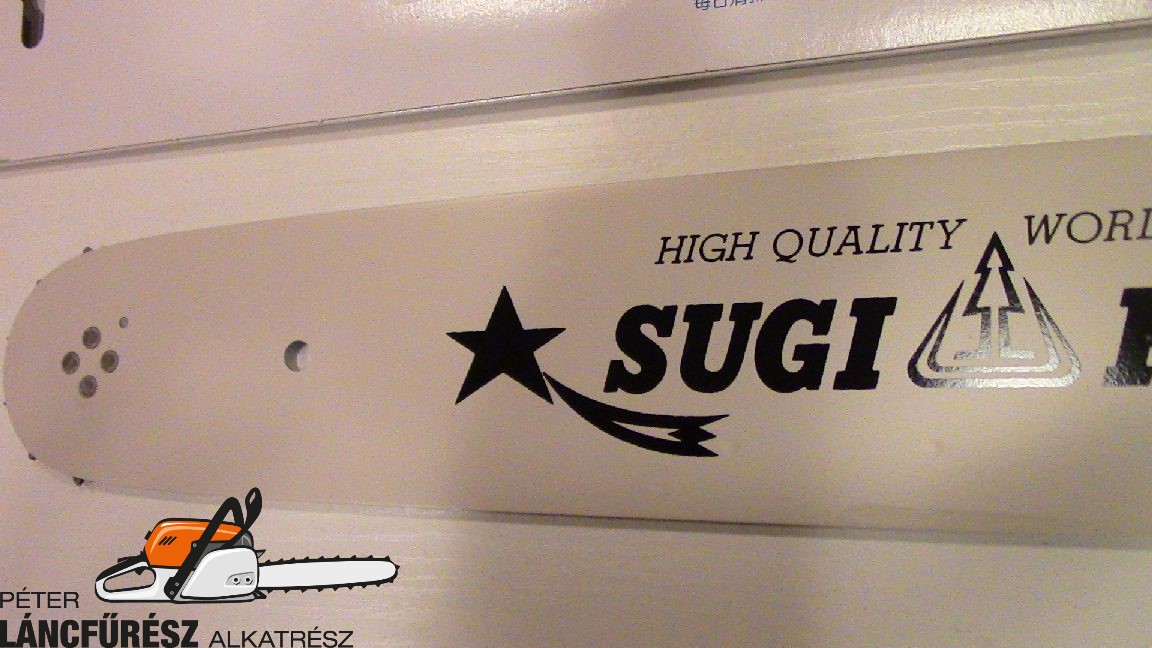 HIGH QUALITY
SUGI
PÉTER
LÁNCFŰRÉSZ ALKATRÉSZ